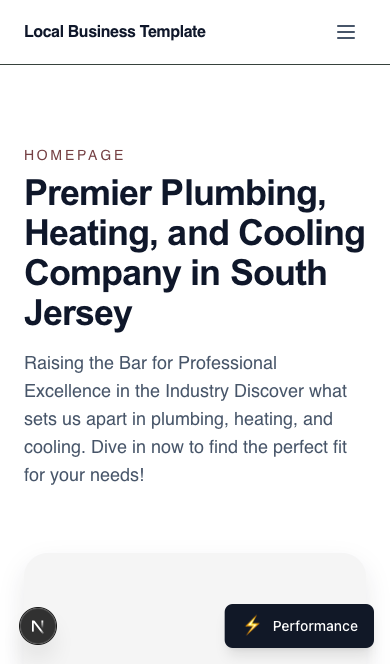 Local Business Template
HOMEPAGE
Premier Plumbing,
Heating, and Cooling
Company in South
Jersey
Raising the Bar for Professional
Excellence in the Industry Discover what
sets us apart in plumbing, heating, and
cooling. Dive in now to find the perfect fit
for your needs!
N
⚡ Performance